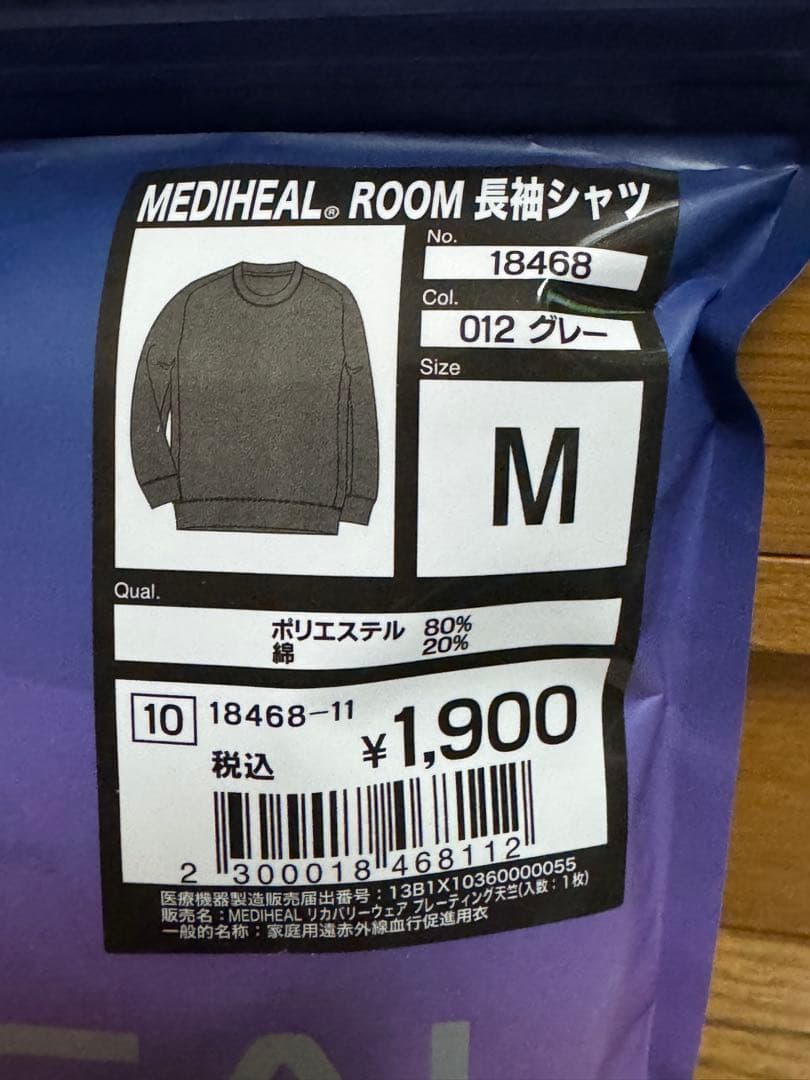 MEDIHEAL® ROOM 長袖シャツ
No.
18468
Col.
012 グレー
Size
M
Qual.
ポリエステル 80%
綿 20%
10 18468-11
税込 ¥1,900
2 300018 468112
医療機器製造販売届出番号：13B1X10360000055
販売名：MEDIHEAL リカバリーウェア プレーティング天竺(入数：1枚)
一般的名称：家庭用遠赤外線血行促進用衣